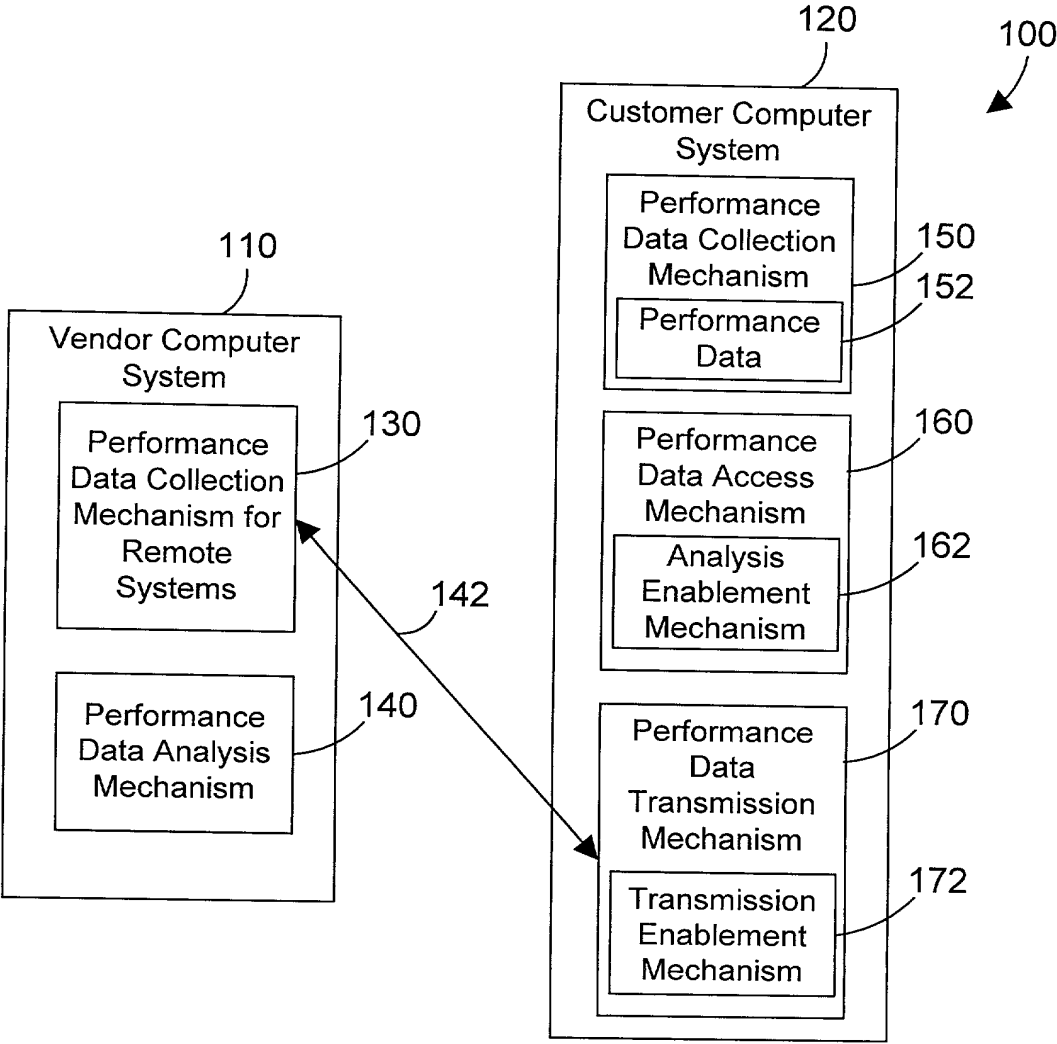 120
100
Customer Computer
System
Performance
Data Collection
Mechanism
150
152
Performance
Data
110
Vendor Computer
System
Performance
Data Collection
Mechanism for
Remote
Systems
130
Performance
Data Access
Mechanism
160
Analysis
Enablement
Mechanism
162
142
Performance
Data Analysis
Mechanism
140
Performance
Data
Transmission
Mechanism
170
Transmission
Enablement
Mechanism
172